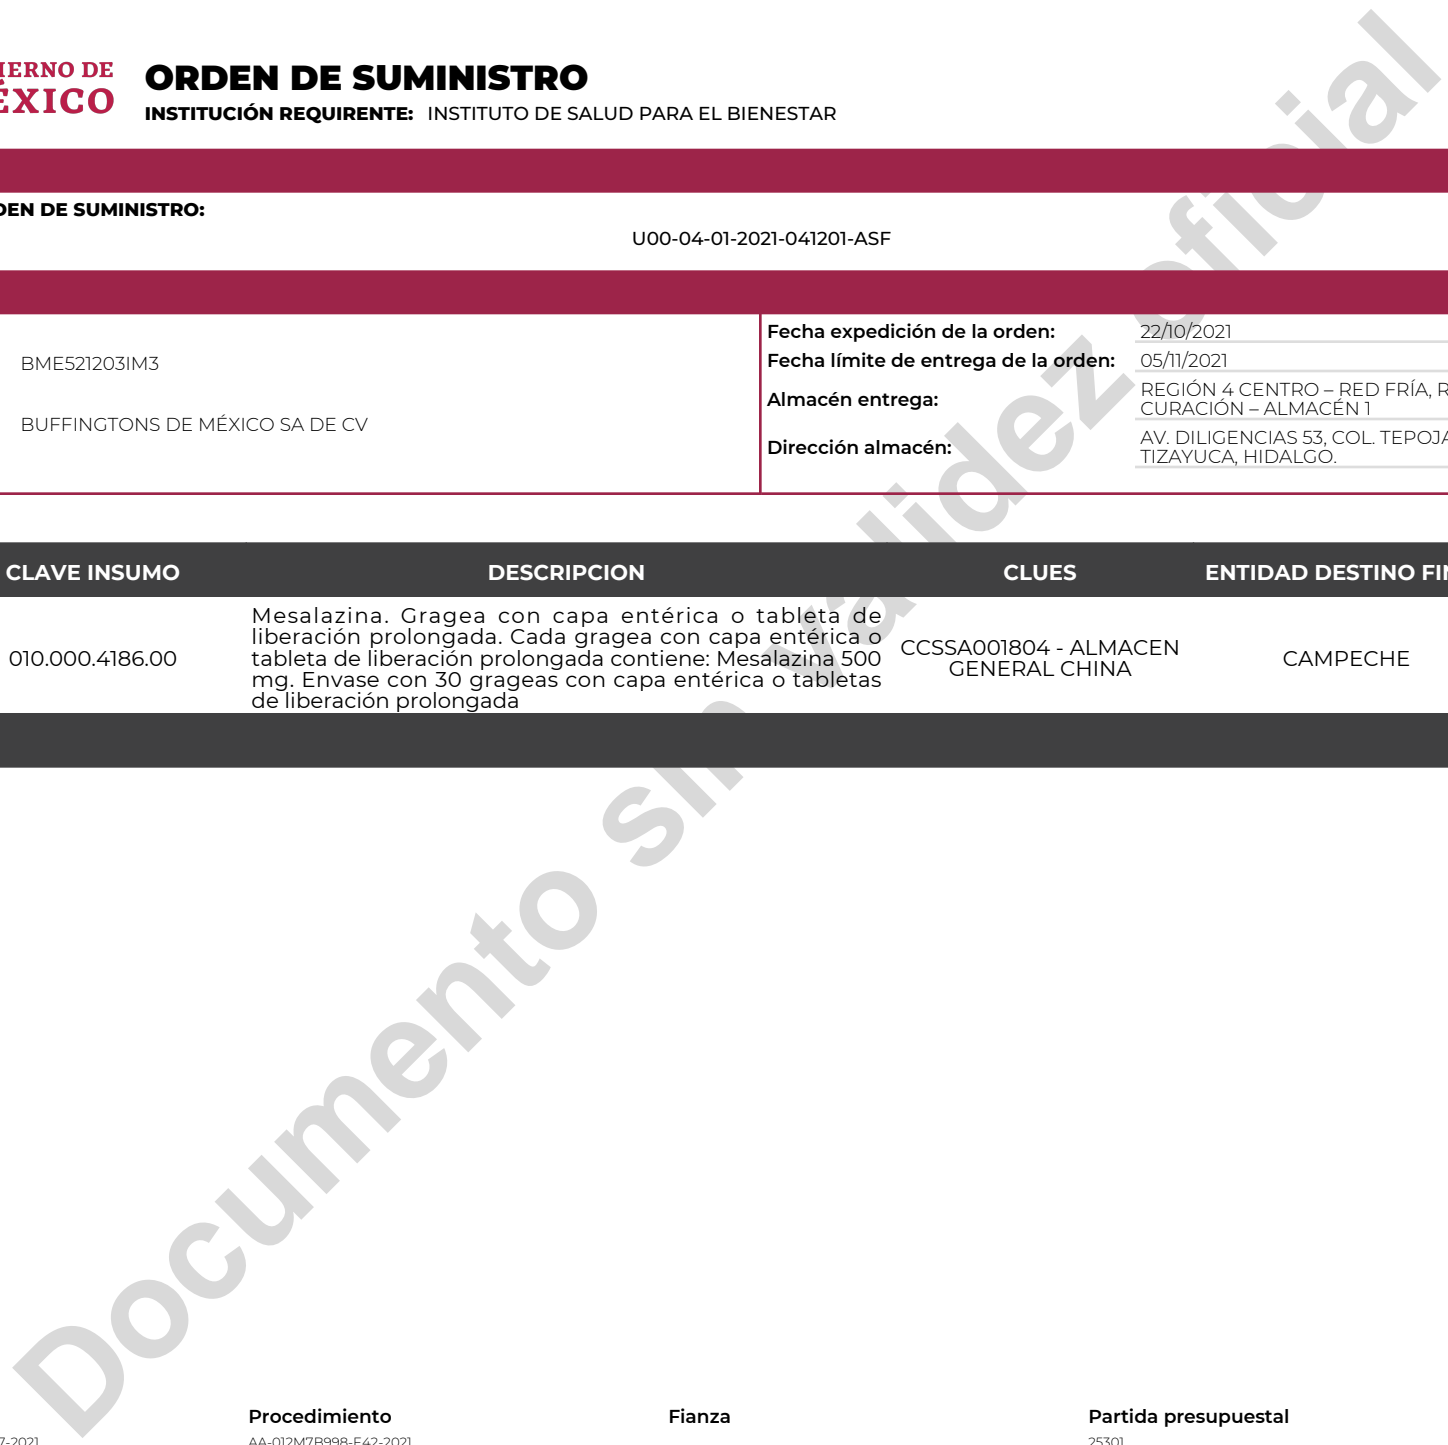 ORDEN DE SUMINISTRO
INSTITUCIÓN REQUIRENTE: INSTITUTO DE SALUD PARA EL BIENESTAR
DE
DE SUMINISTRO:
U00-04-01-2021-041201-ASF
BME521203IM3
BUFFINGTONS DE MÉXICO SA DE CV
Fecha expedición de la orden: 22/10/2021
Fecha límite de entrega de la orden: 05/11/2021
Almacén entrega: REGIÓN 4 CENTRO – RED FRÍA,
CURACIÓN – ALMACÉN 1
Dirección almacén: AV. DILIGENCIAS 53, COL.
TIZAYUCA, HIDALGO.
CLAVE INSUMO DESCRIPCION CLUES ENTIDAD DESTINO
010.000.4186.00
Mesalazina. Gragea con capa entérica o tableta de
liberación prolongada. Cada gragea con capa entérica o
tableta de liberación prolongada contiene: Mesalazina 500
mg. Envase con 30 grageas con capa entérica o tabletas
de liberación prolongada
CCSSA001804 - ALMACEN
GENERAL CHINA
CAMPECHE
Documento sin validez oficial
Procedimiento Fianza Partida presupuestal